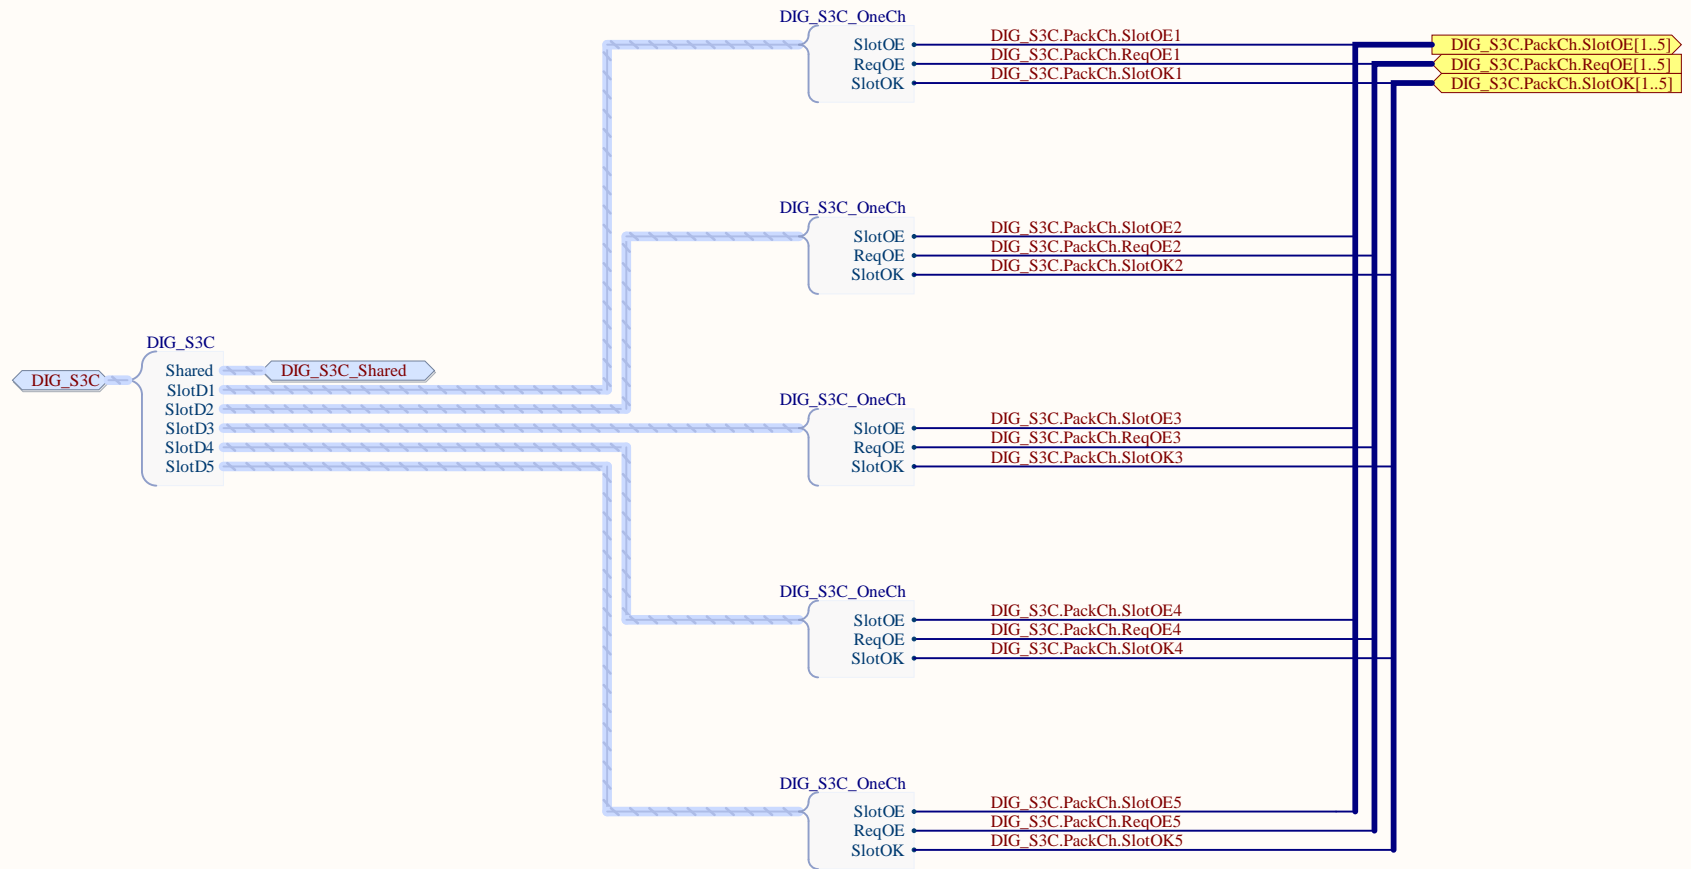 DIG_S3C_OneCh
SlotOE
ReqOE
SlotOK
DIG_S3C.PackCh.SlotOE1
DIG_S3C.PackCh.ReqOE1
DIG_S3C.PackCh.SlotOK1
DIG_S3C.PackCh.SlotOE[1..5]
DIG_S3C.PackCh.ReqOE[1..5]
DIG_S3C.PackCh.SlotOK[1..5]
DIG_S3C_OneCh
SlotOE
ReqOE
SlotOK
DIG_S3C.PackCh.SlotOE2
DIG_S3C.PackCh.ReqOE2
DIG_S3C.PackCh.SlotOK2
DIG_S3C
DIG_S3C
Shared
SlotD1
SlotD2
SlotD3
SlotD4
SlotD5
DIG_S3C_Shared
DIG_S3C_OneCh
SlotOE
ReqOE
SlotOK
DIG_S3C.PackCh.SlotOE3
DIG_S3C.PackCh.ReqOE3
DIG_S3C.PackCh.SlotOK3
DIG_S3C_OneCh
SlotOE
ReqOE
SlotOK
DIG_S3C.PackCh.SlotOE4
DIG_S3C.PackCh.ReqOE4
DIG_S3C.PackCh.SlotOK4
DIG_S3C_OneCh
SlotOE
ReqOE
SlotOK
DIG_S3C.PackCh.SlotOE5
DIG_S3C.PackCh.ReqOE5
DIG_S3C.PackCh.SlotOK5